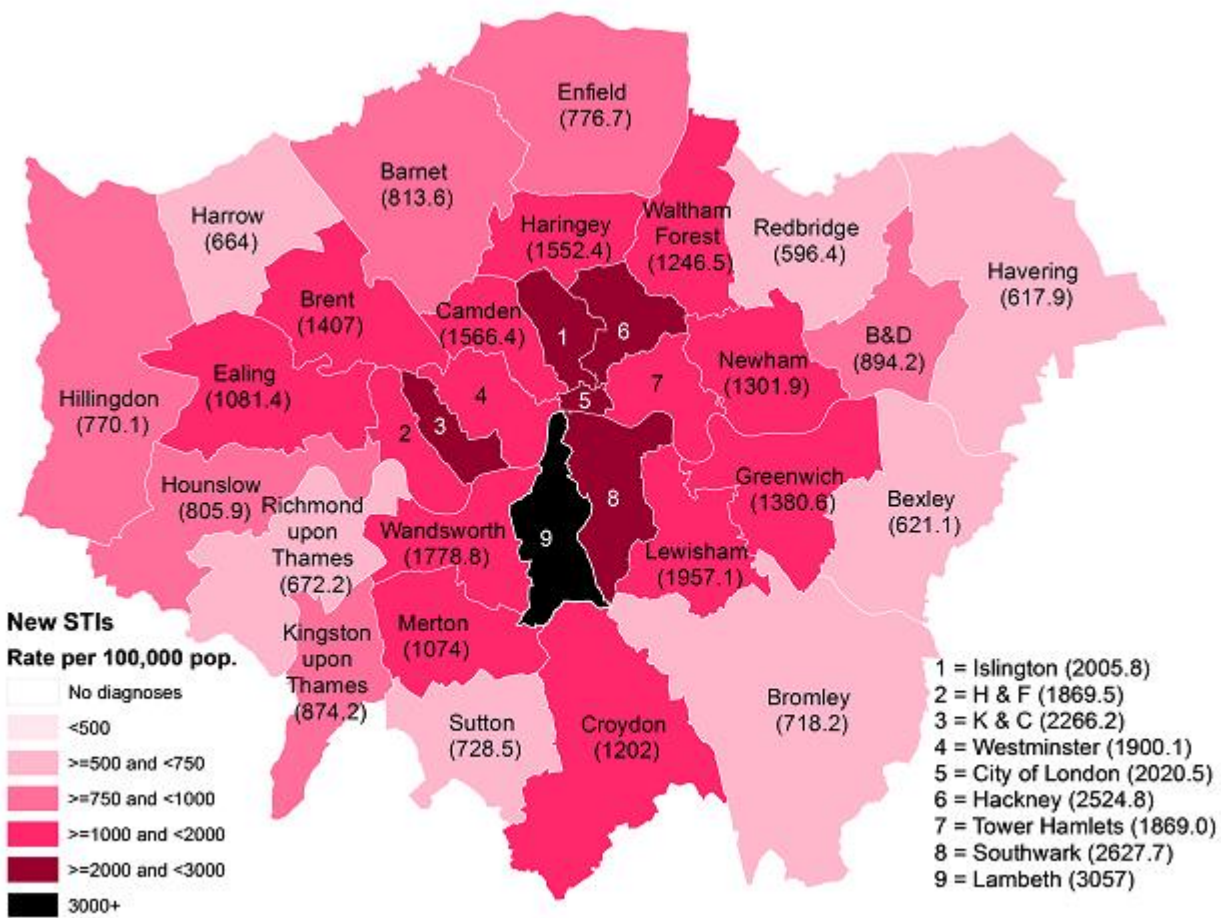 Enfield
(776.7)
Barnet
(813.6)
Harrow
(664)
Haringey
(1552.4)
Waltham
Forest
(1246.5)
Redbridge
(596.4)
Havering
(617.9)
Brent
(1407)
Camden
(1566.4)
1
6
B&D
(894.2)
Ealing
(1081.4)
Hillingdon
(770.1)
4
7
Newham
(1301.9)
5
3
2
Hounslow
(805.9)
Richmond
upon
Thames
(672.2)
Wandsworth
(1778.8)
9
8
Lewisham
(1957.1)
Greenwich
(1380.6)
Bexley
(621.1)
Kingston
upon
Thames
(874.2)
Merton
(1074)
Sutton
(728.5)
Croydon
(1202)
Bromley
(718.2)
New STIs
Rate per 100,000 pop.
No diagnoses
<500
>=500 and <750
>=750 and <1000
>=1000 and <2000
>=2000 and <3000
3000+
1 = Islington (2005.8)
2 = H & F (1869.5)
3 = K & C (2266.2)
4 = Westminster (1900.1)
5 = City of London (2020.5)
6 = Hackney (2524.8)
7 = Tower Hamlets (1869.0)
8 = Southwark (2627.7)
9 = Lambeth (3057)